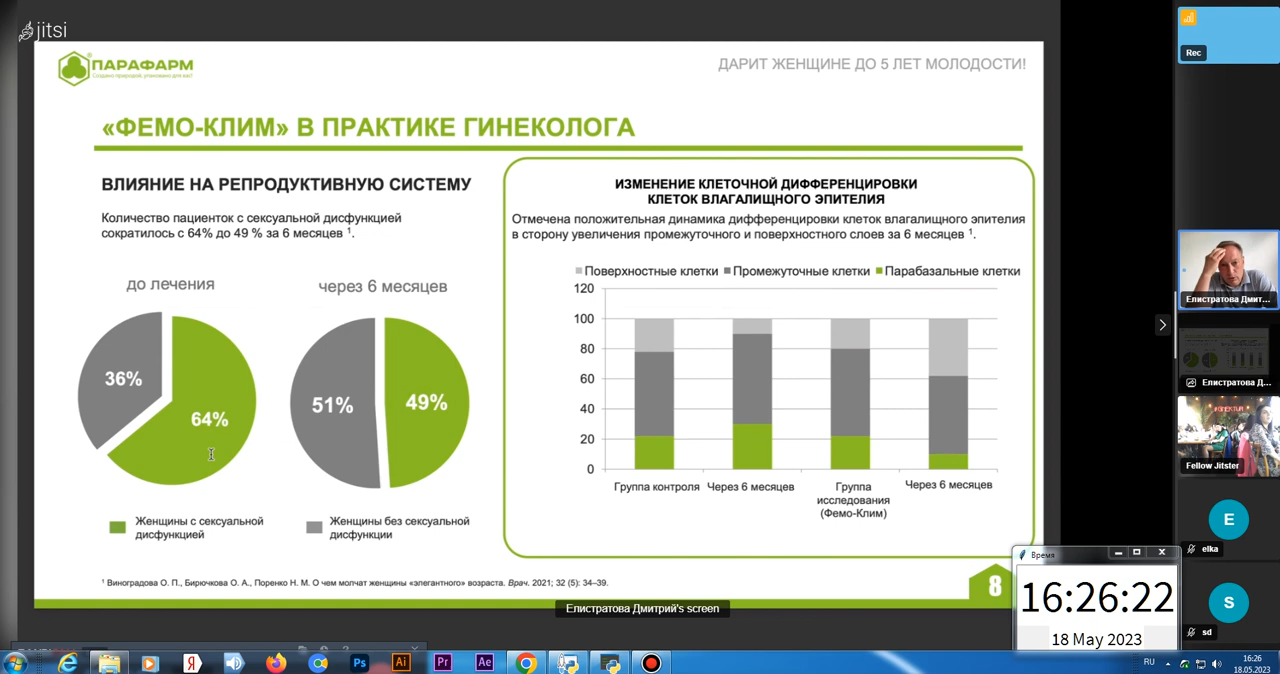 jitsi
ПАРАФАРМ
Создано природой, упаковано для вас!
ДАРИТ ЖЕНЩИНЕ ДО 5 ЛЕТ МОЛОДОСТИ!
«ФЕМО-КЛИМ» В ПРАКТИКЕ ГИНЕКОЛОГА
ВЛИЯНИЕ НА РЕПРОДУКТИВНУЮ СИСТЕМУ
Количество пациенток с сексуальной дисфункцией
сократилось с 64% до 49 % за 6 месяцев ¹.
до лечения
через 6 месяцев
36%
64%
51%
49%
Женщины с сексуальной
дисфункцией
Женщины без сексуальной
дисфункции
ИЗМЕНЕНИЕ КЛЕТОЧНОЙ ДИФФЕРЕНЦИРОВКИ
КЛЕТОК ВЛАГАЛИЩНОГО ЭПИТЕЛИЯ
Отмечена положительная динамика дифференцировки клеток влагалищного эпителия
в сторону увеличения промежуточного и поверхностного слоев за 6 месяцев ¹.
Поверхностные клетки Промежуточные клетки Парабазальные клетки
120
100
80
60
40
20
0
Группа контроля
Через 6 месяцев
Группа
исследования
(Фемо-Клим)
Через 6 месяцев
¹ Виноградова О. П., Бирючкова О. А., Поренко Н. М. О чем молчат женщины «элегантного» возраста. Врач. 2021; 32 (5): 34–39.
8
Елистратова Дмитрий's screen
Rec
Елистратова Дмит...
Елистратова Д...
Fellow Jitster
E
elka
S
sd
Время
16:26:22
18 May 2023
Я
Ps
Ai
Pr
Ae
RU
16:26
18.05.2023